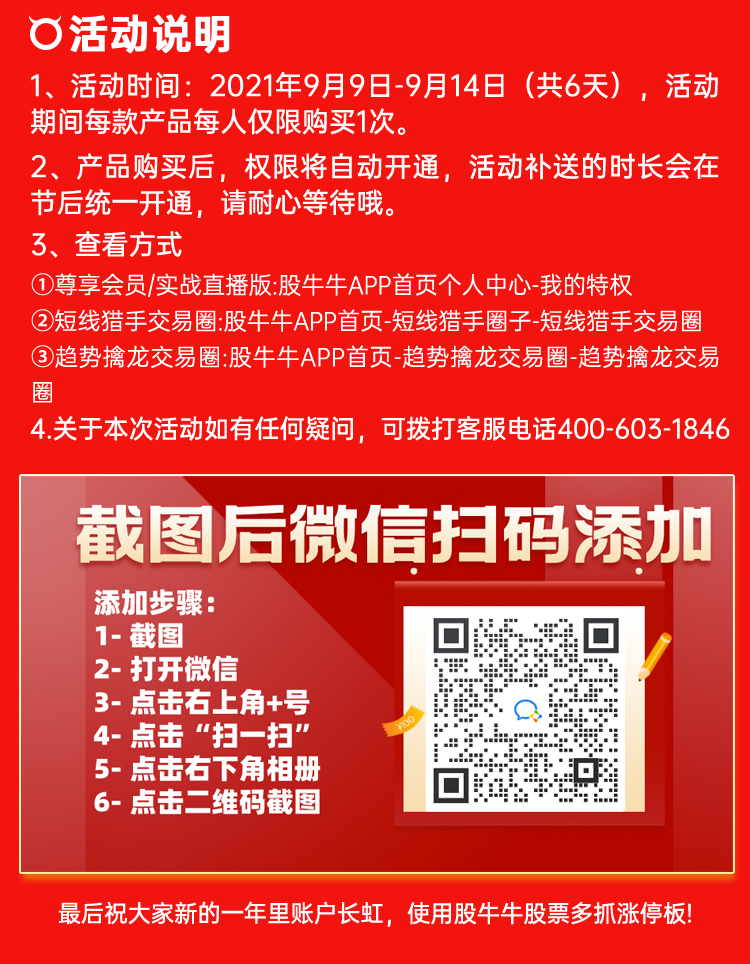 活动说明
1、活动时间：2021年9月9日-9月14日（共6天），活动
期间每款产品每人仅限购买1次。
2、产品购买后，权限将自动开通，活动补送的时长会在
节后统一开通，请耐心等待哦。
3、查看方式
①尊享会员/实战直播版:股牛牛APP首页个人中心-我的特权
②短线猎手交易圈:股牛牛APP首页-短线猎手圈子-短线猎手交易圈
③趋势擒龙交易圈:股牛牛APP首页-趋势擒龙交易圈-趋势擒龙交易
圈
4.关于本次活动如有任何疑问，可拨打客服电话400-603-1846
截图后微信扫码添加
添加步骤：
1- 截图
2- 打开微信
3- 点击右上角+号
4- 点击“扫一扫”
5- 点击右下角相册
6- 点击二维码截图
¥100
最后祝大家新的一年里账户长虹，使用股牛牛股票多抓涨停板!